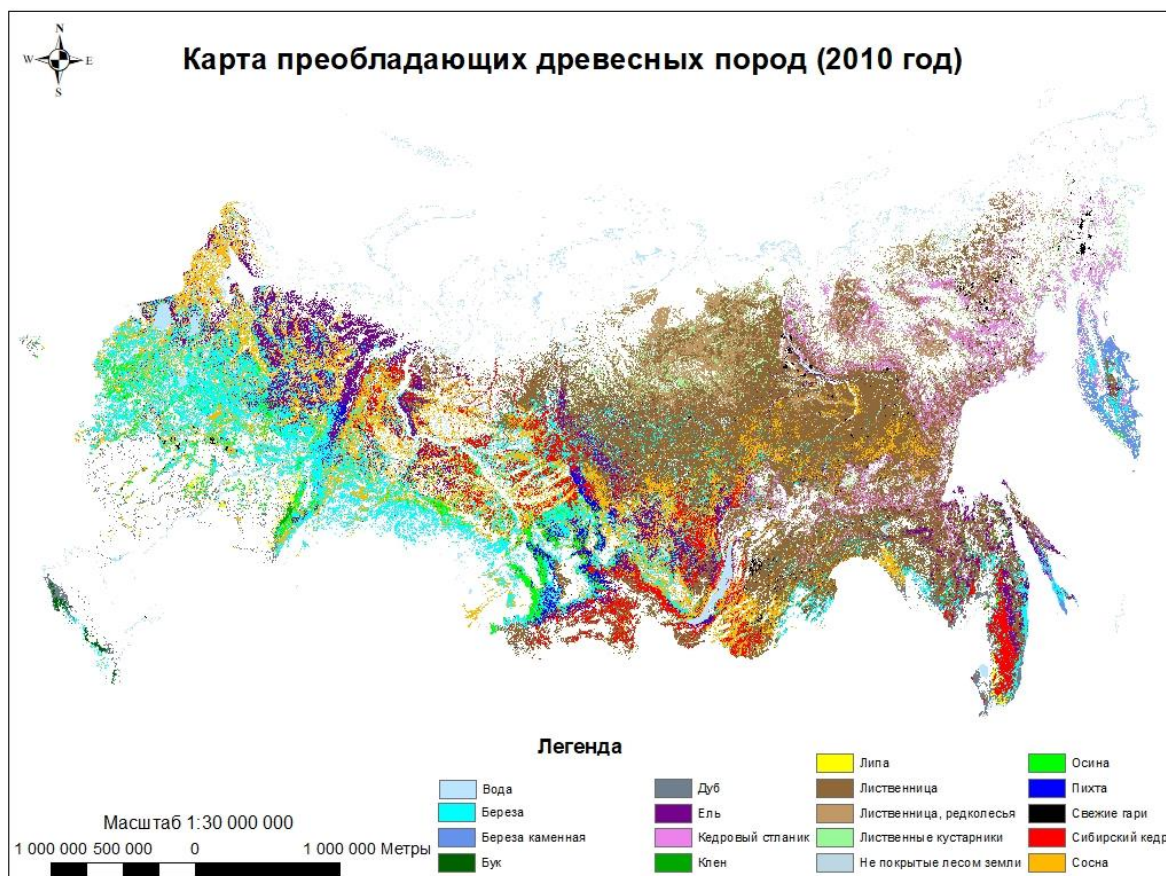 N
W E
S
Карта преобладающих древесных пород (2010 год)
Легенда
Вода
Береза
Береза каменная
Бук
Дуб
Ель
Кедровый стланик
Клен
Липа
Лиственница
Лиственница, редколесья
Лиственные кустарники
Не покрытые лесом земли
Осина
Пихта
Свежие гари
Сибирский кедр
Сосна
Масштаб 1:30 000 000
1 000 000 500 000 0 1 000 000 Метры